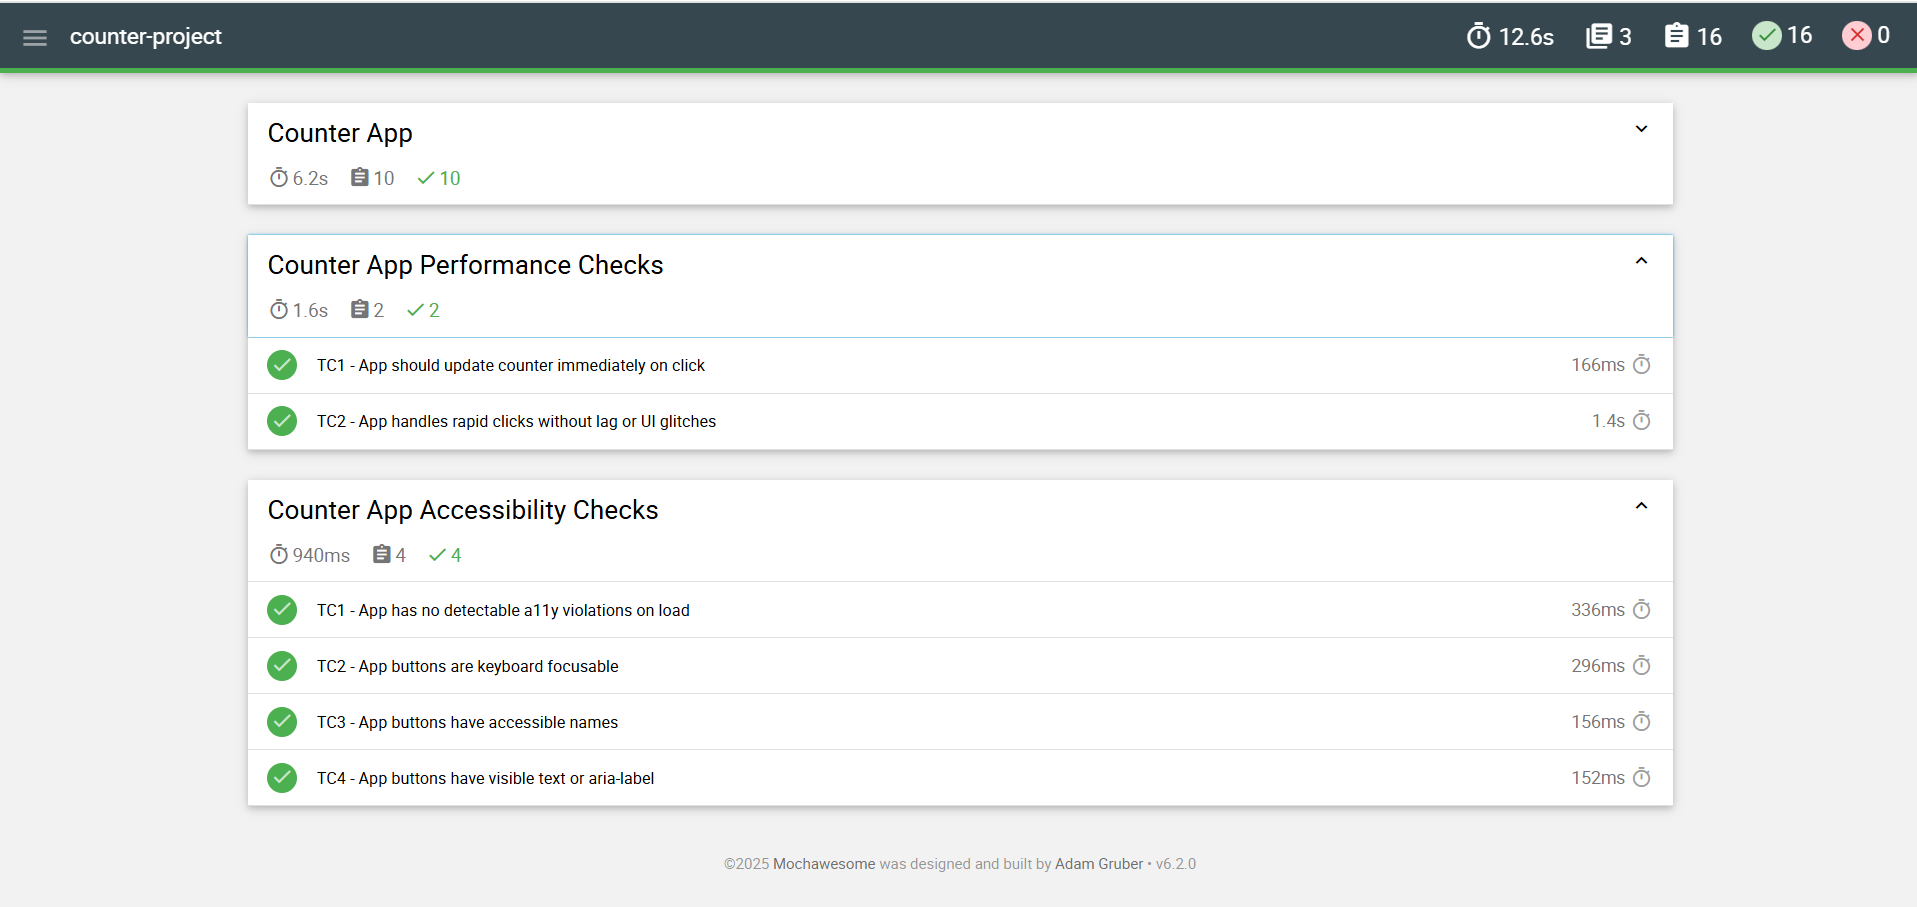 counter-project
12.6s 3 16 16 0
Counter App
6.2s 10 10
Counter App Performance Checks
1.6s 2 2
TC1 - App should update counter immediately on click 166ms
TC2 - App handles rapid clicks without lag or UI glitches 1.4s
Counter App Accessibility Checks
940ms 4 4
TC1 - App has no detectable a11y violations on load 336ms
TC2 - App buttons are keyboard focusable 296ms
TC3 - App buttons have accessible names 156ms
TC4 - App buttons have visible text or aria-label 152ms
©2025 Mochawesome was designed and built by Adam Gruber • v6.2.0